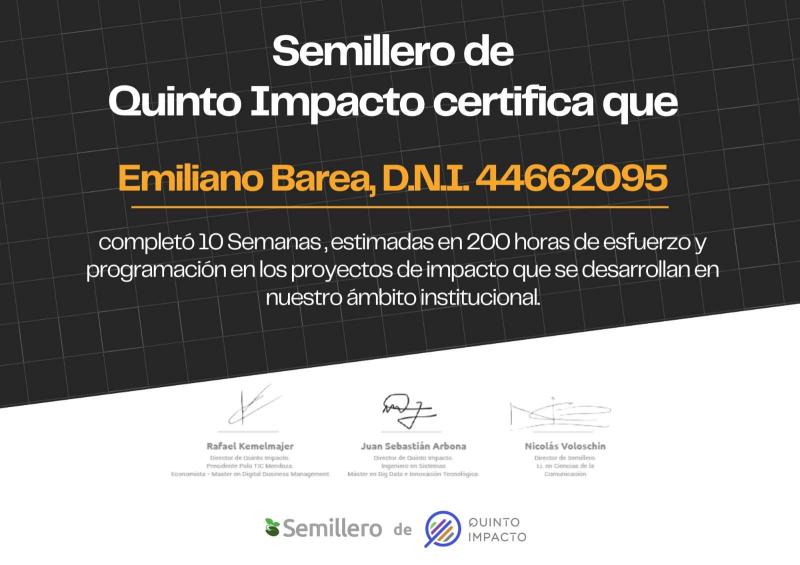 Semillero de
Quinto Impacto certifica que
Emiliano Barea, D.N.I. 44662095
completó 10 Semanas , estimadas en 200 horas de esfuerzo y
programación en los proyectos de impacto que se desarrollan en
nuestro ámbito institucional.
Rafael Kemelmajer
Director de Quinto Impacto.
Presidente Polo TIC Mendoza.
Economista - Master en Digital Business Management.
Juan Sebastián Arbona
Director de Quinto Impacto.
Ingeniero en Sistemas
Máster en Big Data e Innovación Tecnológica.
Nicolás Voloschin
Director de Semillero
Li. en Ciencias de la
Comunicación
Semillero de QUINTO
IMPACTO